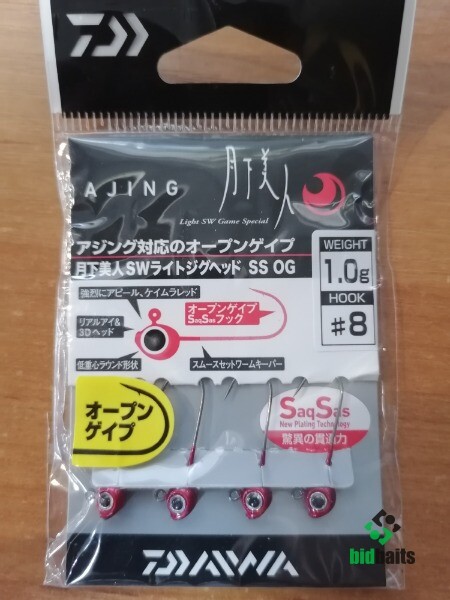 AJING
月下美人
Light SW Game Special
アジング対応のオープンゲイプ
月下美人SWライトジグヘッド SS OG
WEIGHT
1.0g
HOOK
#8
強烈にアピール、ケイムラレッド
オープンゲイプ
SaqSasフック
リアルアイ&
3Dヘッド
低重心ラウンド形状
スムースセットワームキーパー
オープン
ゲイプ
SaqSas
New Plating Technology
驚異の貫通力
DAIWA
bidbaits